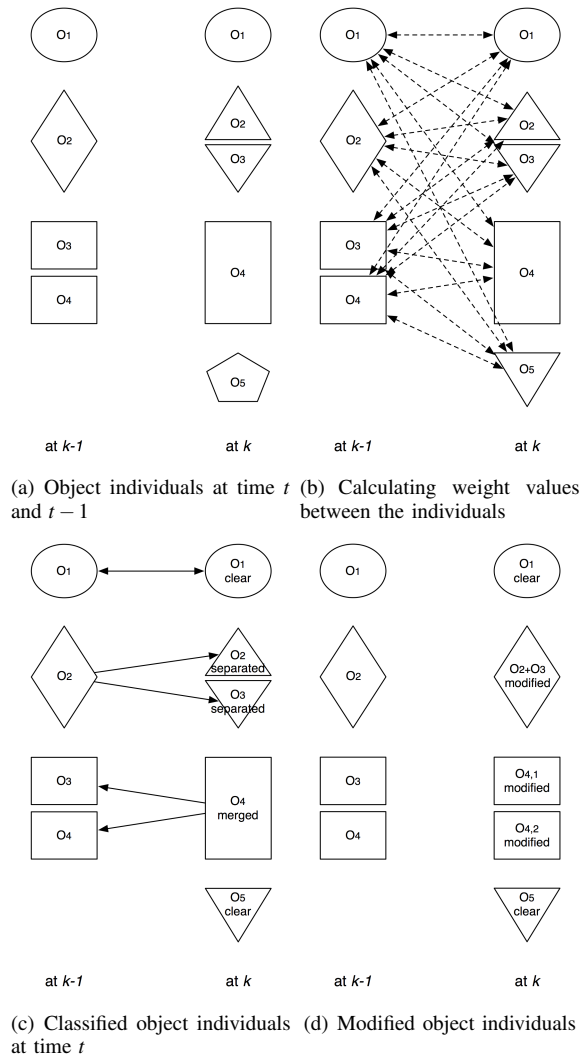 O1
O1
O2
O2
O3
O3
O4
O4
O5
at k-1
at k
(a) Object individuals at time t
and t − 1
O1
O1
O2
O2
O3
O3
O4
O4
O5
at k-1
at k
(b) Calculating weight values
between the individuals
O1
O1
clear
O2
O2
separated
O3
separated
O3
O4
O4
merged
O5
clear
at k-1
at k
(c) Classified object individuals
at time t
O1
O1
clear
O2
O2+O3
modified
O3
O4,1
modified
O4
O4,2
modified
O5
clear
at k-1
at k
(d) Modified object individuals